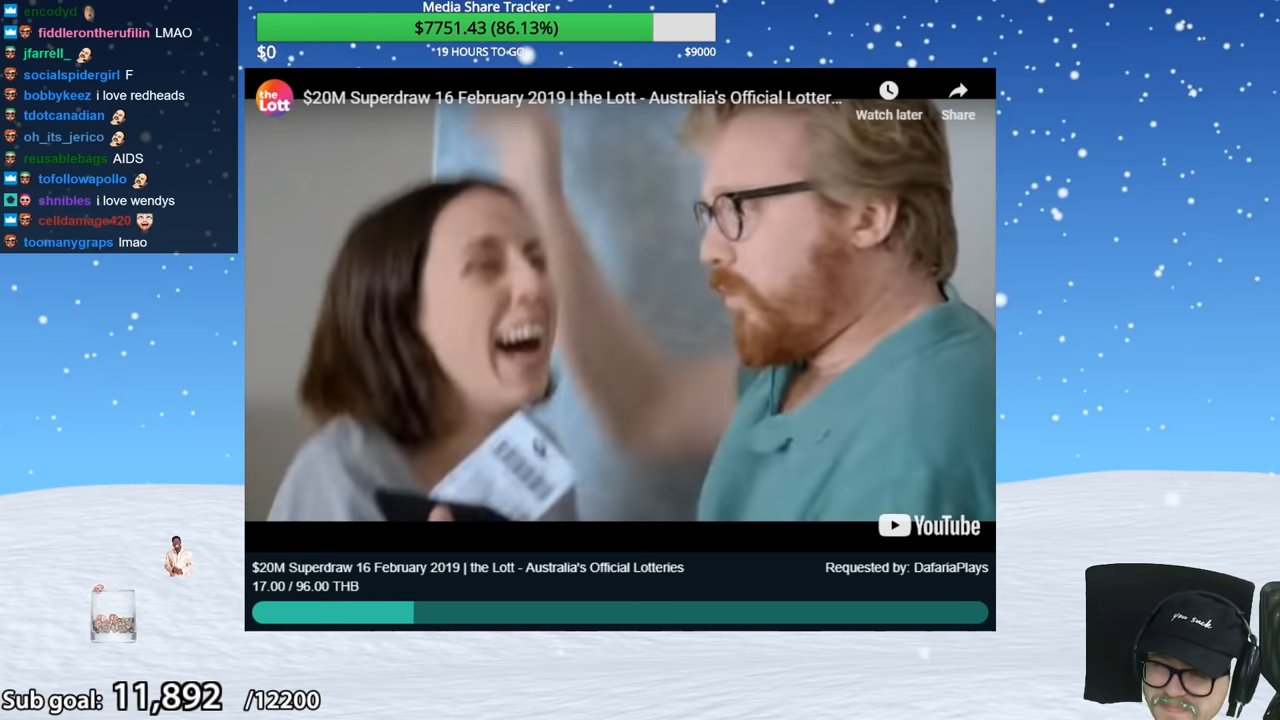 encodyd
fiddlerontherufilin LMAO
jfarrell_
socialspidergirl F
bobbykeez i love redheads
tdotcanadian
oh_its_jerico
reusablebags AIDS
tofollowapollo
shnibles i love wendys
celldamage420
toomanygraps lmao
Media Share Tracker
$7751.43 (86.13%)
$0
19 HOURS TO GO
$9000
the Lott
$20M Superdraw 16 February 2019 | the Lott - Australia's Official Lotter...
Watch later
Share
YouTube
$20M Superdraw 16 February 2019 | the Lott - Australia's Official Lotteries
Requested by: DafariaPlays
17.00 / 96.00 THB
you suck
Sub goal: 11,892 /12200